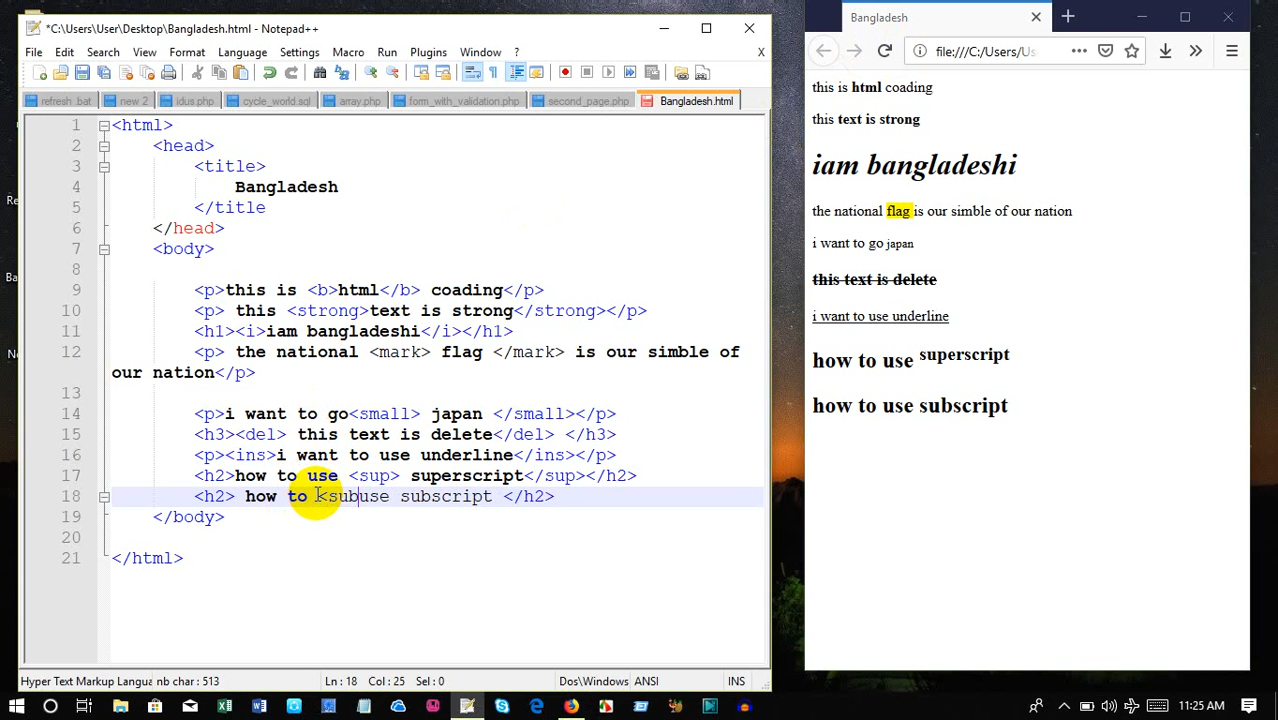 *C:\Users\User\Desktop\Bangladesh.html - Notepad++
File Edit Search View Format Encoding Language Settings Macro Run Plugins Window ? X
refresh .bat new 2 idus.php cycle_world.sql array.php form_with_validation.php second_page.php Bangladesh.html
1 <html>
2 <head>
3 <title>
4 Bangladesh
5 </title
6 </head>
7 <body>
8
9 <p>this is <b>html</b> coading</p>
10 <p> this <strong>text is strong</strong></p>
11 <h1><i>iam bangladeshi</i></h1>
12 <p> the national <mark> flag </mark> is our simble of
our nation</p>
13
14 <p>i want to go<small> japan </small></p>
15 <h3><del> this text is delete</del> </h3>
16 <p><ins>i want to use underline</ins></p>
17 <h2>how to use <sup> superscript</sup></h2>
18 <h2> how to <subuse subscript </h2>
19 </body>
20
21 </html>
Hyper Text Markup Langua nb char : 513 Ln : 18 Col : 25 Sel : 0 Dos\Windows ANSI INS
Bangladesh
file:///C:/Users/Us
this is html coading
this text is strong
iam bangladeshi
the national flag is our simble of our nation
i want to go japan
this text is delete
i want to use underline
how to use superscript
how to use subscript
11:25 AM